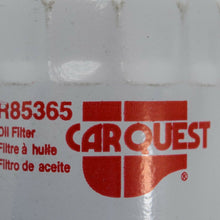 R85365
Oil Filter
Filtre à huile
Filtro de aceite
CARQUEST
®